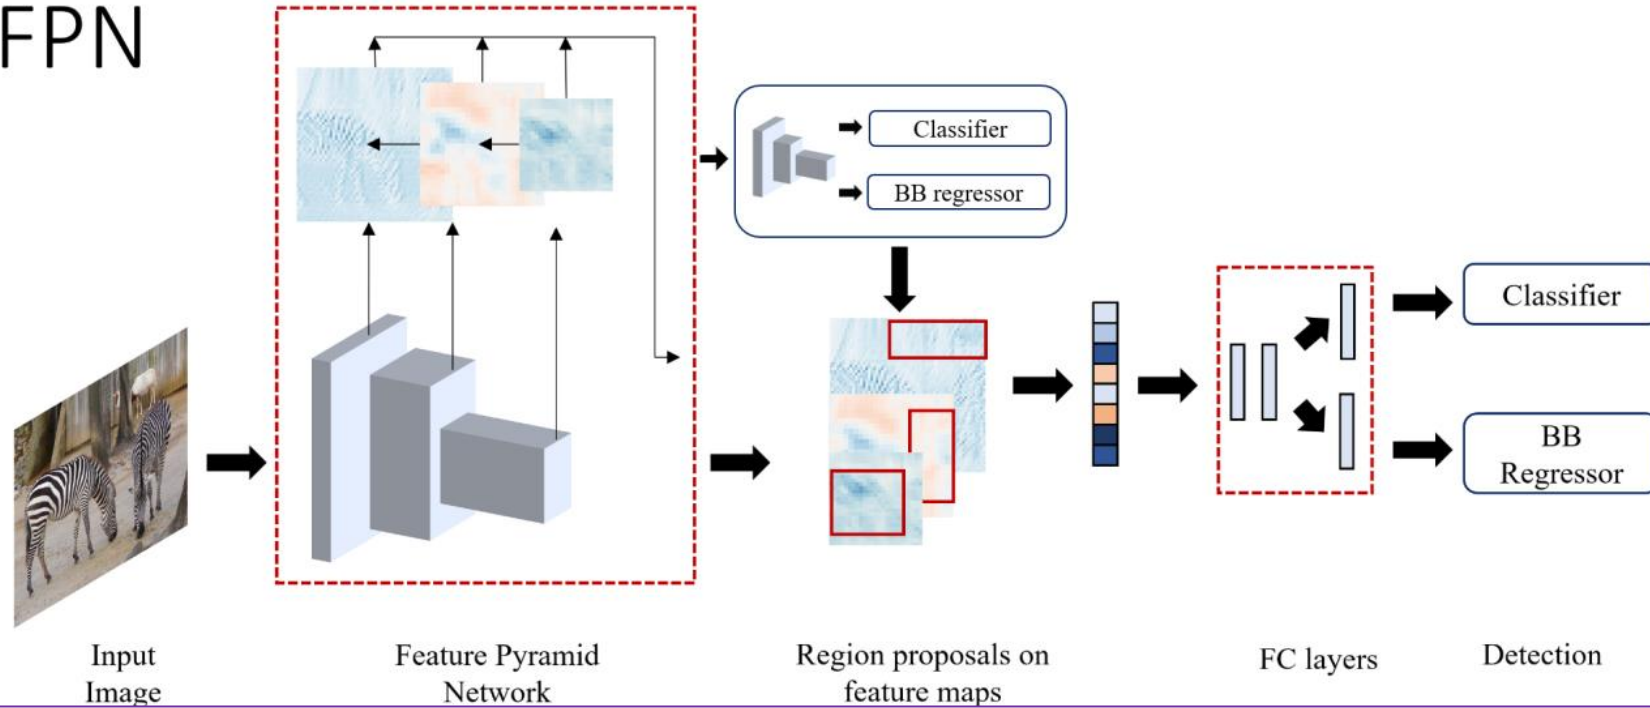 FPN
Classifier
BB regressor
Classifier
BB
Regressor
Input
Image
Feature Pyramid
Network
Region proposals on
feature maps
FC layers
Detection